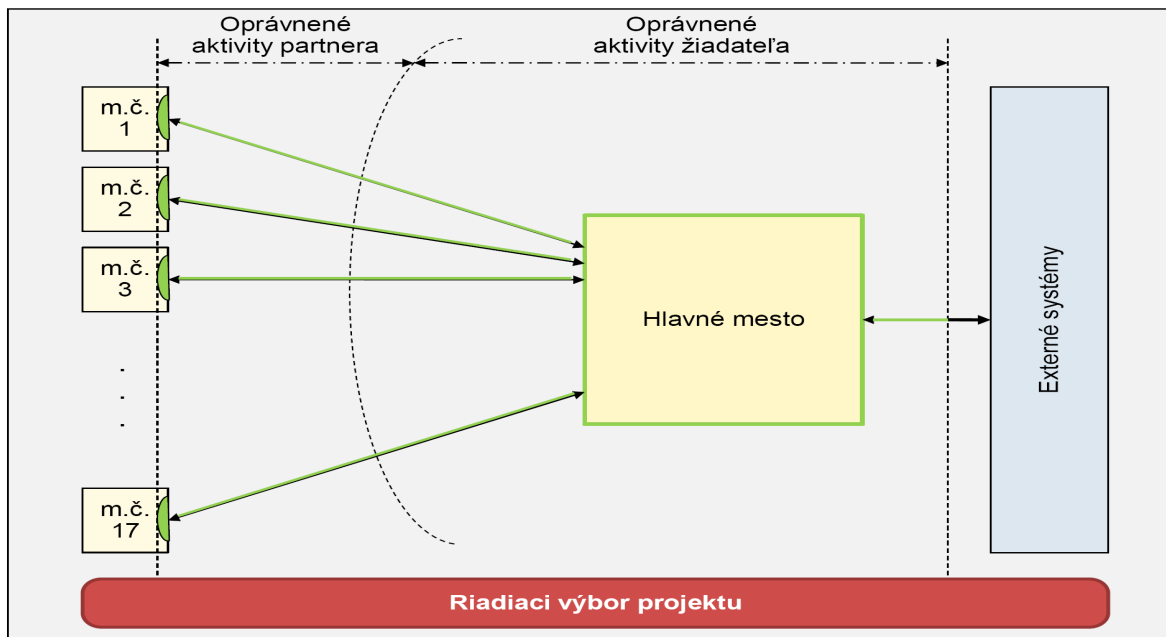 Oprávnené
aktivity partnera
Oprávnené
aktivity žiadateľa
m.č.
1
m.č.
2
m.č.
3
.
.
.
m.č.
17
Hlavné mesto
Externé systémy
Riadiaci výbor projektu